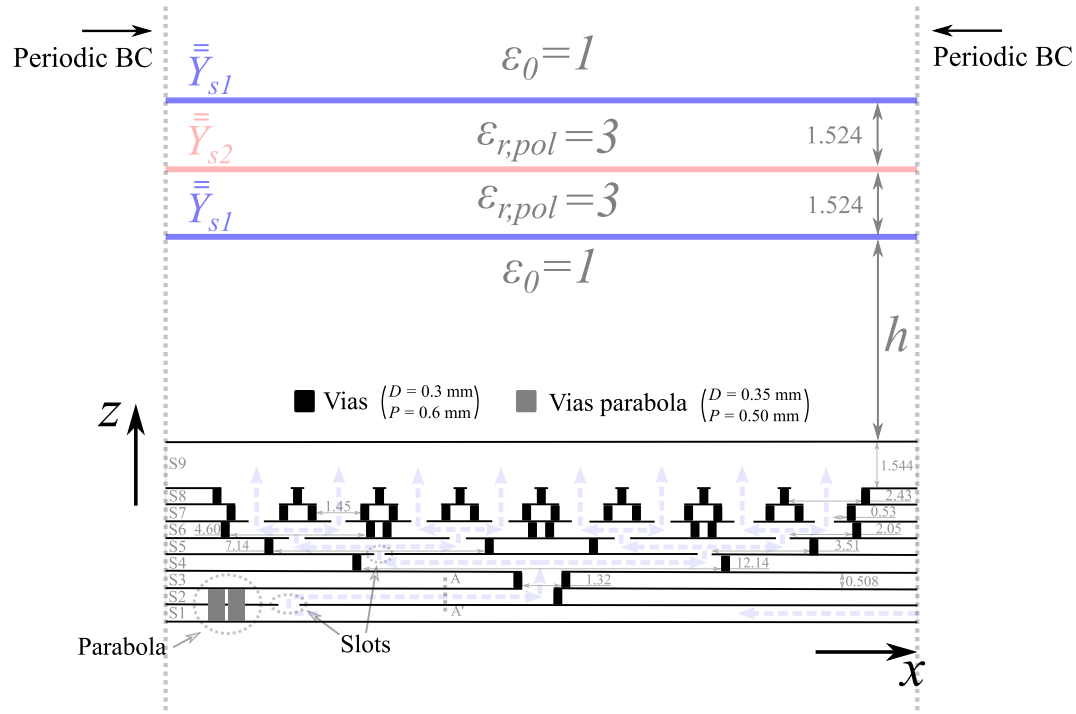 Periodic BC
Periodic BC
Y̿s1
ε0=1
Y̿s2
εr,pol=3
1.524
Y̿s1
εr,pol=3
1.524
ε0=1
h
Vias (D = 0.3 mm
P = 0.6 mm)
Vias parabola (D = 0.35 mm
P = 0.50 mm)
z
S9
1.544
S8
2.43
S7
1.45
0.53
S6
4.60
2.05
S5
7.14
3.51
S4
12.14
S3
A
1.32
0.508
S2
S1
A'
Parabola
Slots
x